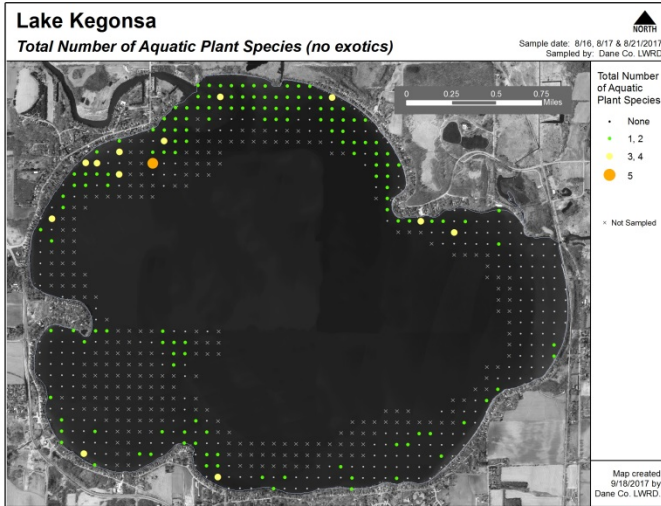 Lake Kegonsa
Total Number of Aquatic Plant Species (no exotics)
NORTH
Sample date: 8/16, 8/17 & 8/21/2017
Sampled by: Dane Co. LWRD
0 0.25 0.5 0.75
Miles
Total Number
of Aquatic
Plant Species
None
1, 2
3, 4
5
× Not Sampled
Map created
9/18/2017 by
Dane Co. LWRD.